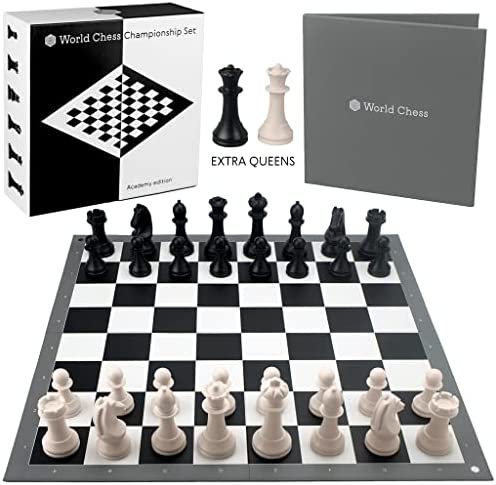 World Chess Championship Set
Academy edition
EXTRA QUEENS
World Chess